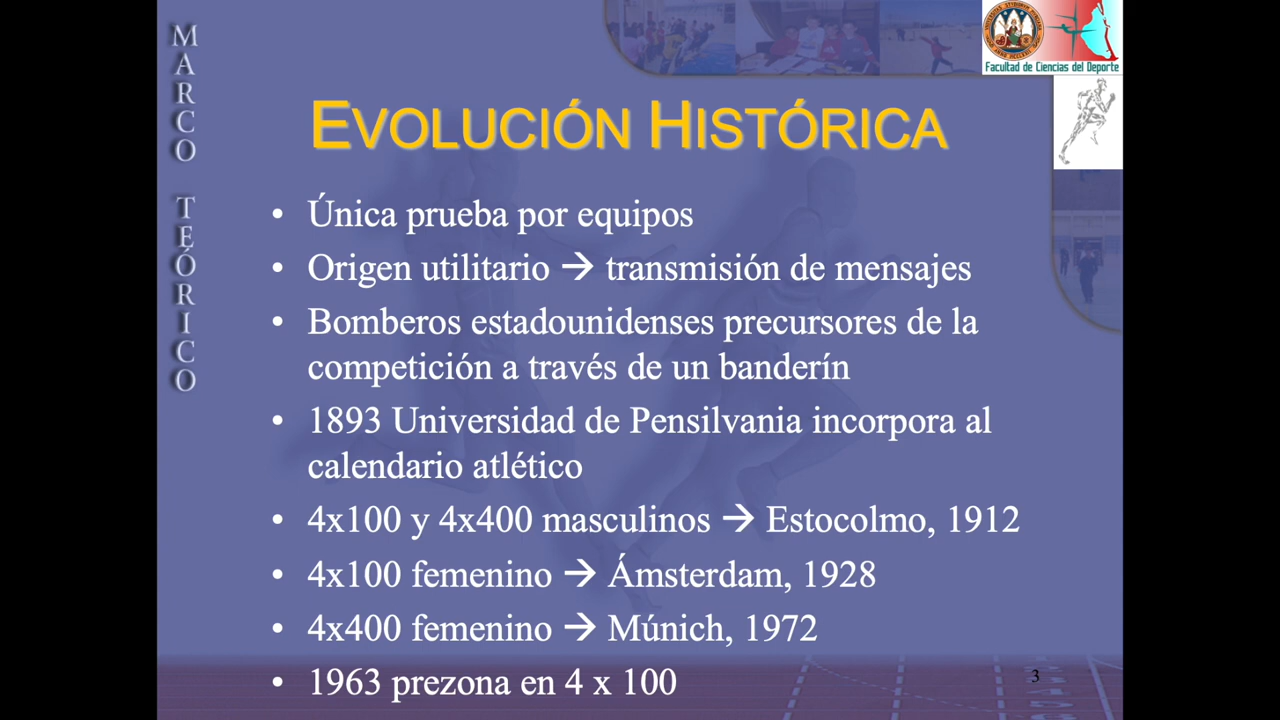 MARCO TEÓRICO
Facultad de Ciencias del Deporte
EVOLUCIÓN HISTÓRICA
• Única prueba por equipos
• Origen utilitario → transmisión de mensajes
• Bomberos estadounidenses precursores de la
competición a través de un banderín
• 1893 Universidad de Pensilvania incorpora al
calendario atlético
• 4x100 y 4x400 masculinos → Estocolmo, 1912
• 4x100 femenino → Ámsterdam, 1928
• 4x400 femenino → Múnich, 1972
• 1963 prezona en 4 x 100
3